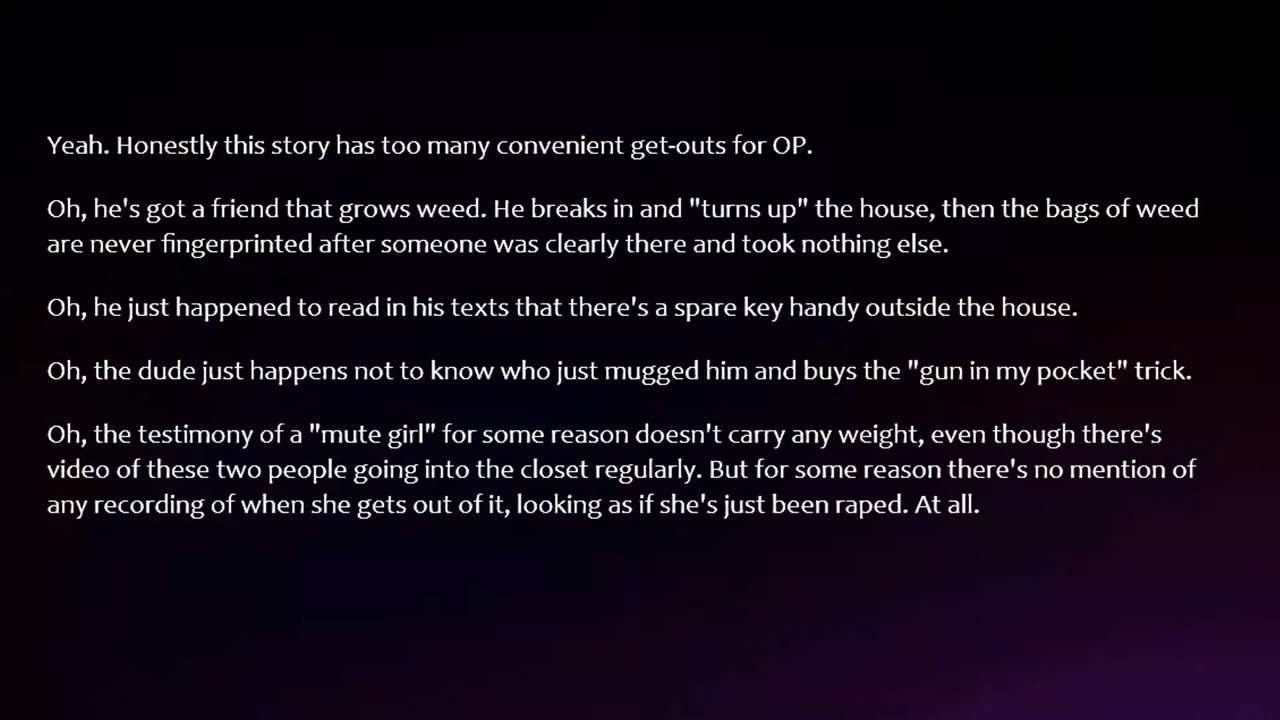 Yeah. Honestly this story has too many convenient get-outs for OP.
Oh, he's got a friend that grows weed. He breaks in and "turns up" the house, then the bags of weed
are never fingerprinted after someone was clearly there and took nothing else.
Oh, he just happened to read in his texts that there's a spare key handy outside the house.
Oh, the dude just happens not to know who just mugged him and buys the "gun in my pocket" trick.
Oh, the testimony of a "mute girl" for some reason doesn't carry any weight, even though there's
video of these two people going into the closet regularly. But for some reason there's no mention of
any recording of when she gets out of it, looking as if she's just been raped. At all.